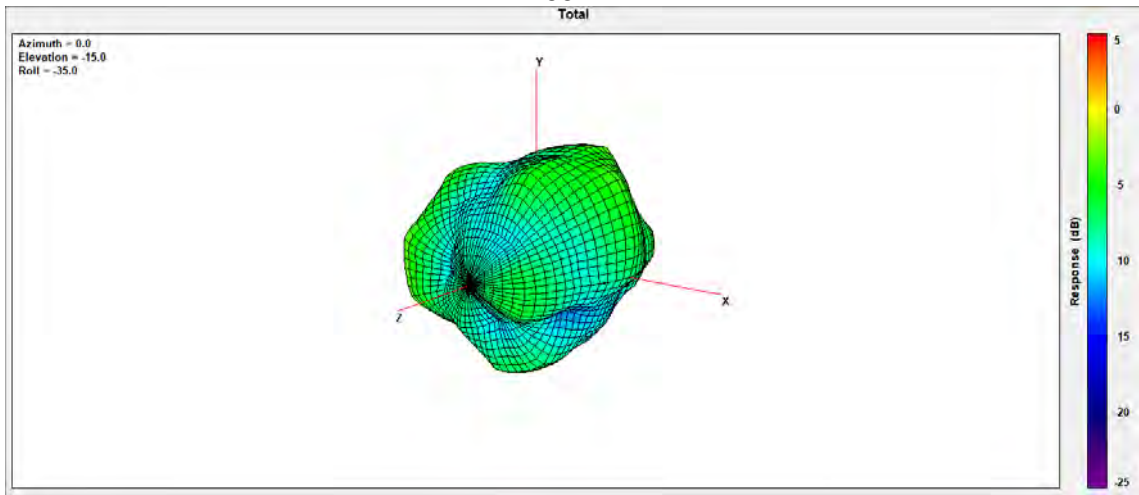 Total
Azimuth = 0.0
Elevation = -15.0
Roll = -35.0
Y
X
Z
5
0
-5
10
15
-20
-25
Response (dB)